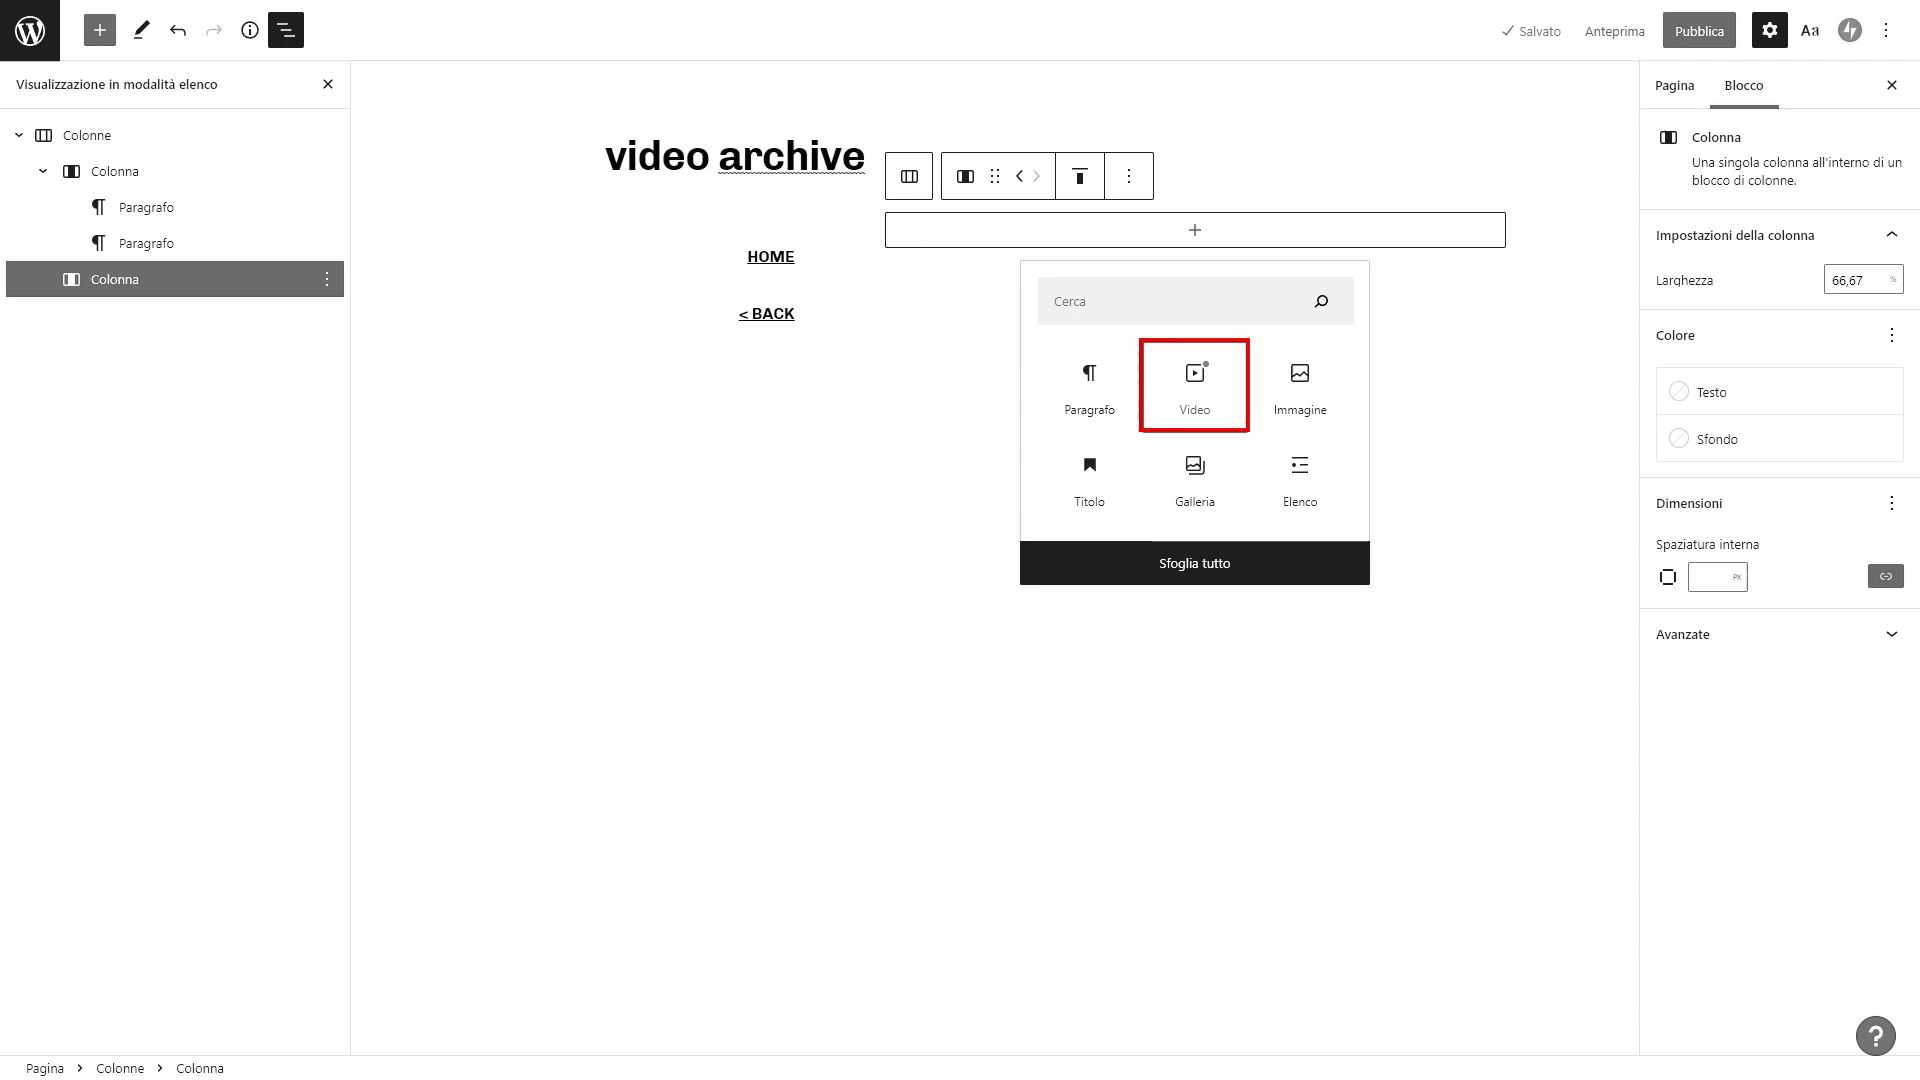 Salvato
Anteprima
Pubblica
Aa
Visualizzazione in modalità elenco
Colonne
Colonna
Paragrafo
Paragrafo
Colonna
video archive
HOME
< BACK
Cerca
Paragrafo
Video
Immagine
Titolo
Galleria
Elenco
Sfoglia tutto
Pagina
Blocco
Colonna
Una singola colonna all'interno di un
blocco di colonne.
Impostazioni della colonna
Larghezza
66,67 %
Colore
Testo
Sfondo
Dimensioni
Spaziatura interna
PX
Avanzate
?
Pagina > Colonne > Colonna